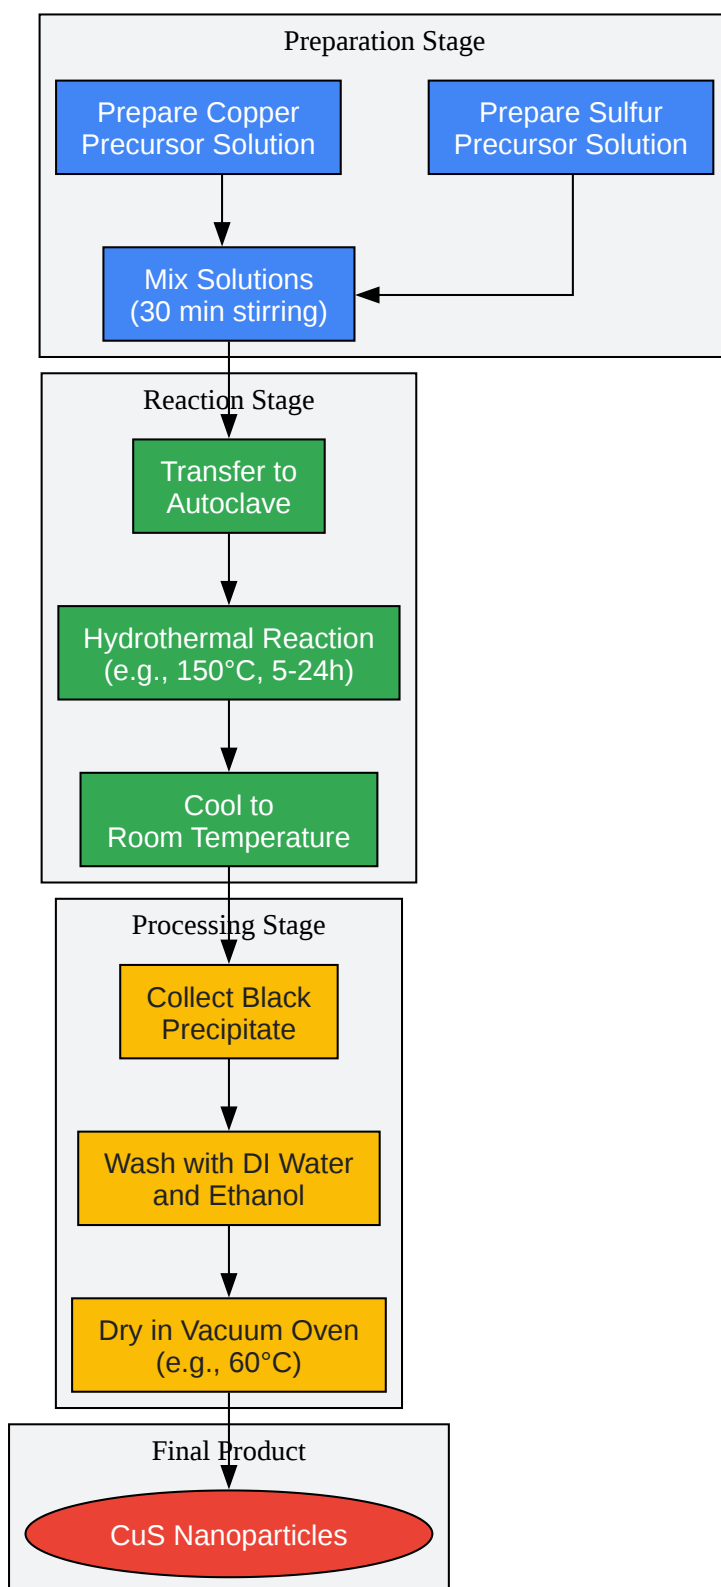 Preparation Stage
Prepare Copper
Precursor Solution
Prepare Sulfur
Precursor Solution
Mix Solutions
(30 min stirring)
Reaction Stage
Transfer to
Autoclave
Hydrothermal Reaction
(e.g., 150°C, 5-24h)
Cool to
Room Temperature
Processing Stage
Collect Black
Precipitate
Wash with DI Water
and Ethanol
Dry in Vacuum Oven
(e.g., 60°C)
Final Product
CuS Nanoparticles